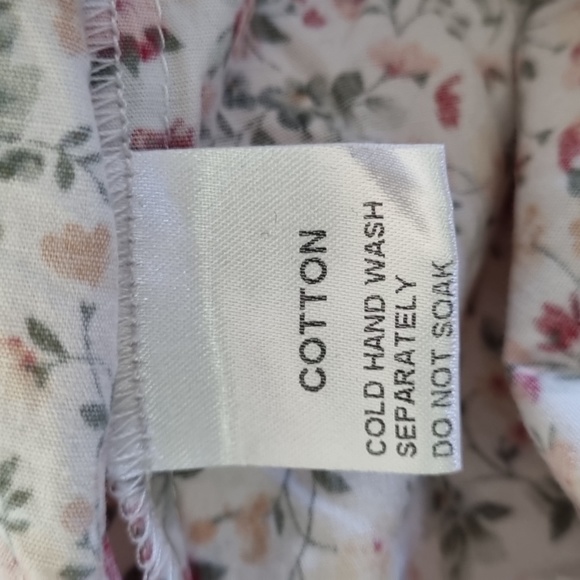 COTTON
COLD HAND WASH
SEPARATELY
DO NOT SOAK